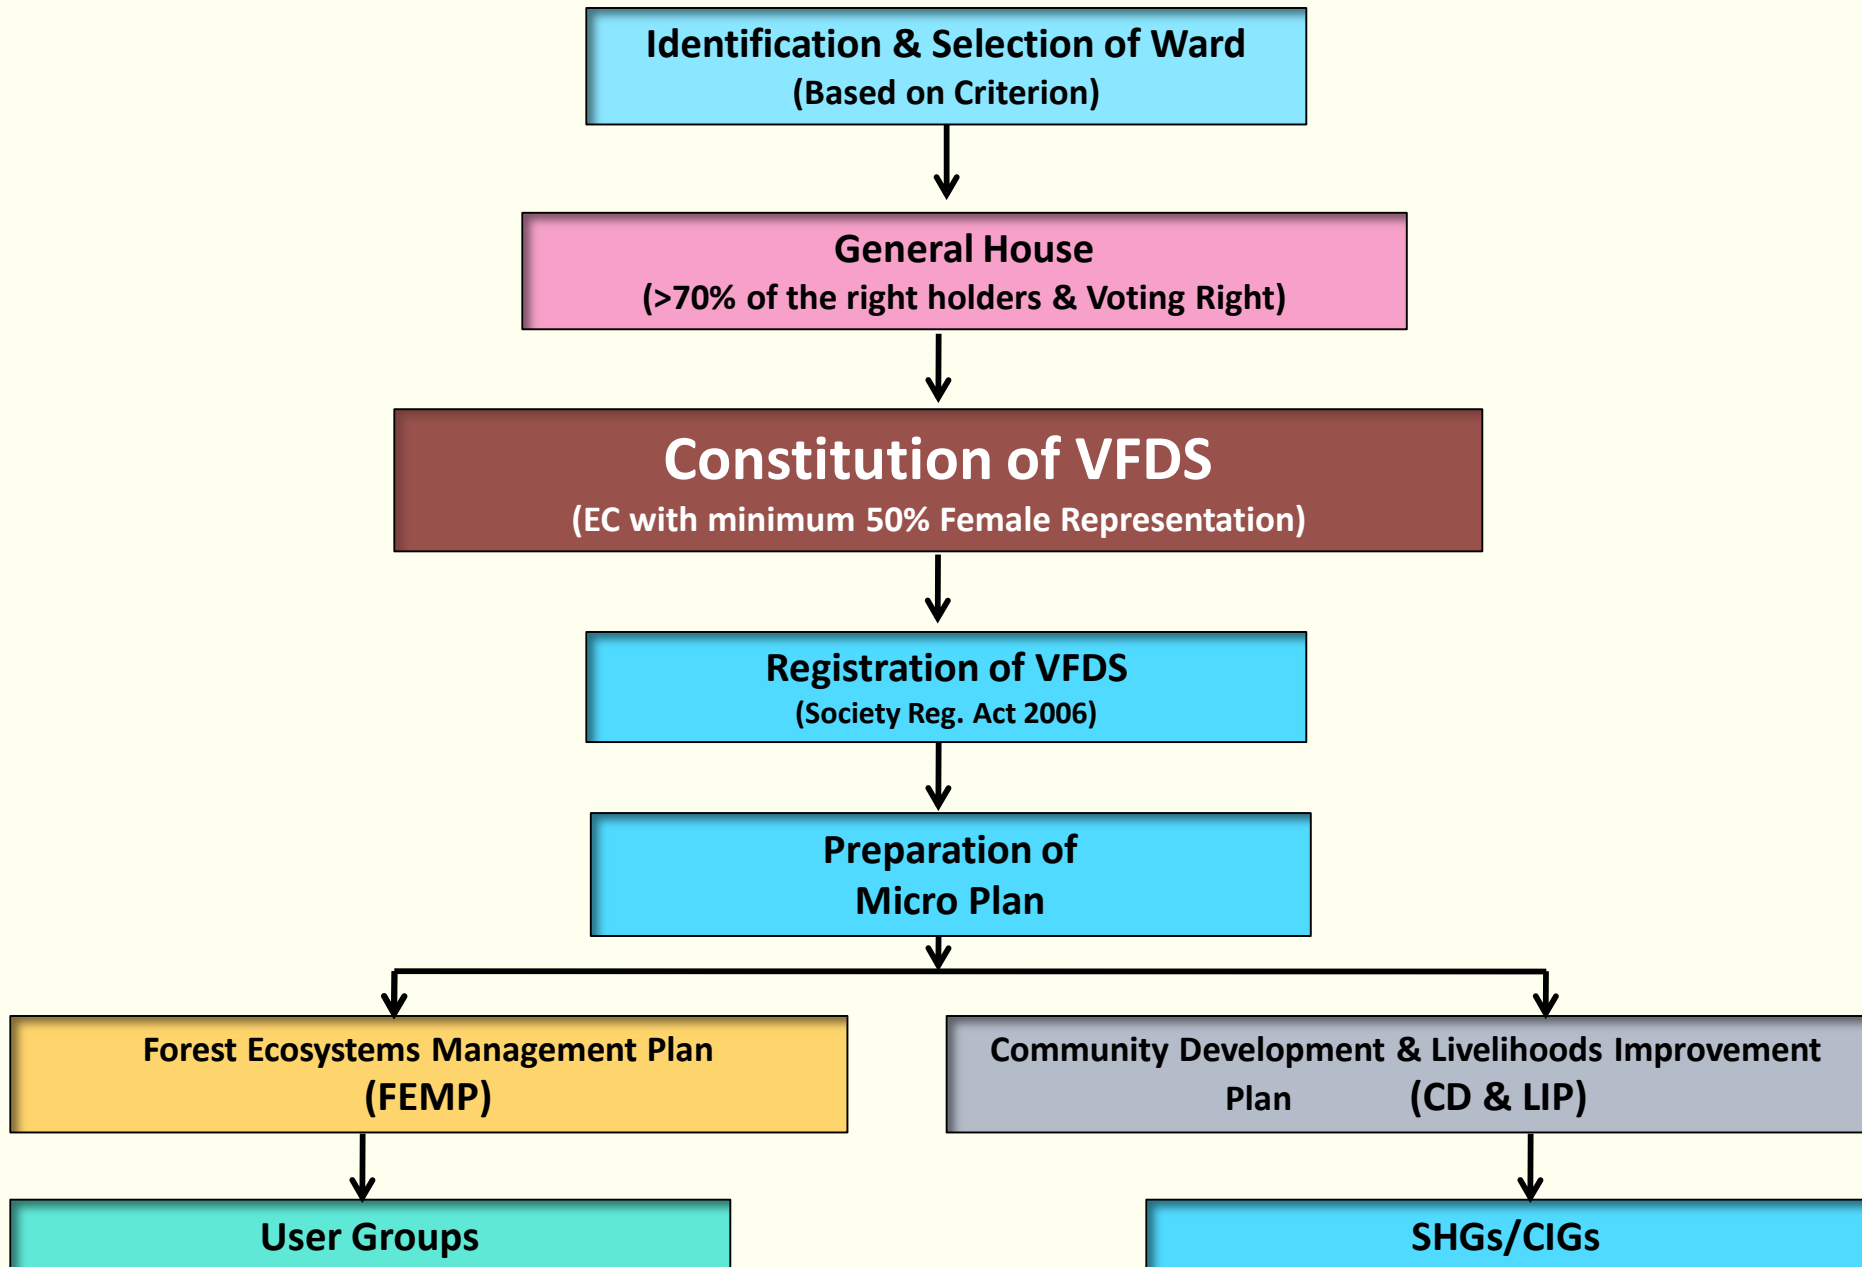 Identification & Selection of Ward
(Based on Criterion)
General House
(>70% of the right holders & Voting Right)
Constitution of VFDS
(EC with minimum 50% Female Representation)
Registration of VFDS
(Society Reg. Act 2006)
Preparation of
Micro Plan
Forest Ecosystems Management Plan
(FEMP)
Community Development & Livelihoods Improvement
Plan (CD & LIP)
User Groups
SHGs/CIGs